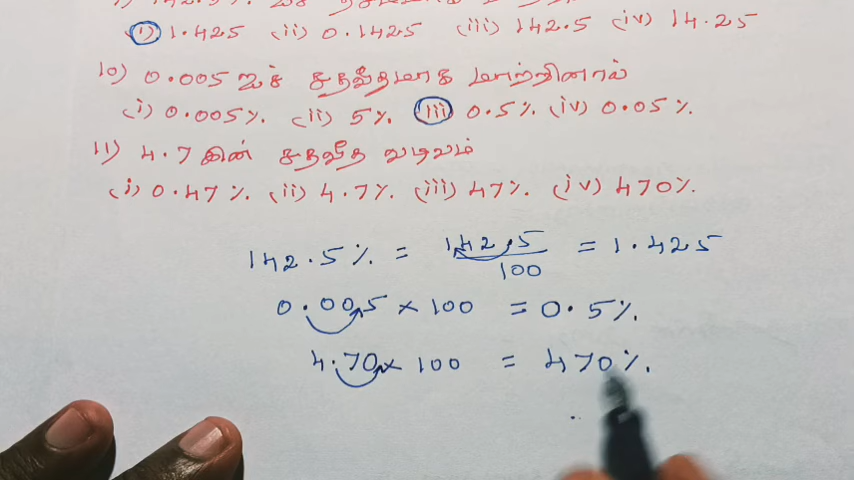 (i) 1.425 (ii) 0.1425 (iii) 142.5 (iv) 14.25
10) 0.005 ஐச் சதவீதமாக மாற்றினால்
(i) 0.005%. (ii) 5%. (iii) 0.5%. (iv) 0.05%.
11) 4.7 இன் சதவீத வடிவம்
(i) 0.47%. (ii) 4.7%. (iii) 47%. (iv) 470%.
142.5%. = 142.5/100 = 1.425
0.005 × 100 = 0.5%.
4.70 × 100 = 470%.